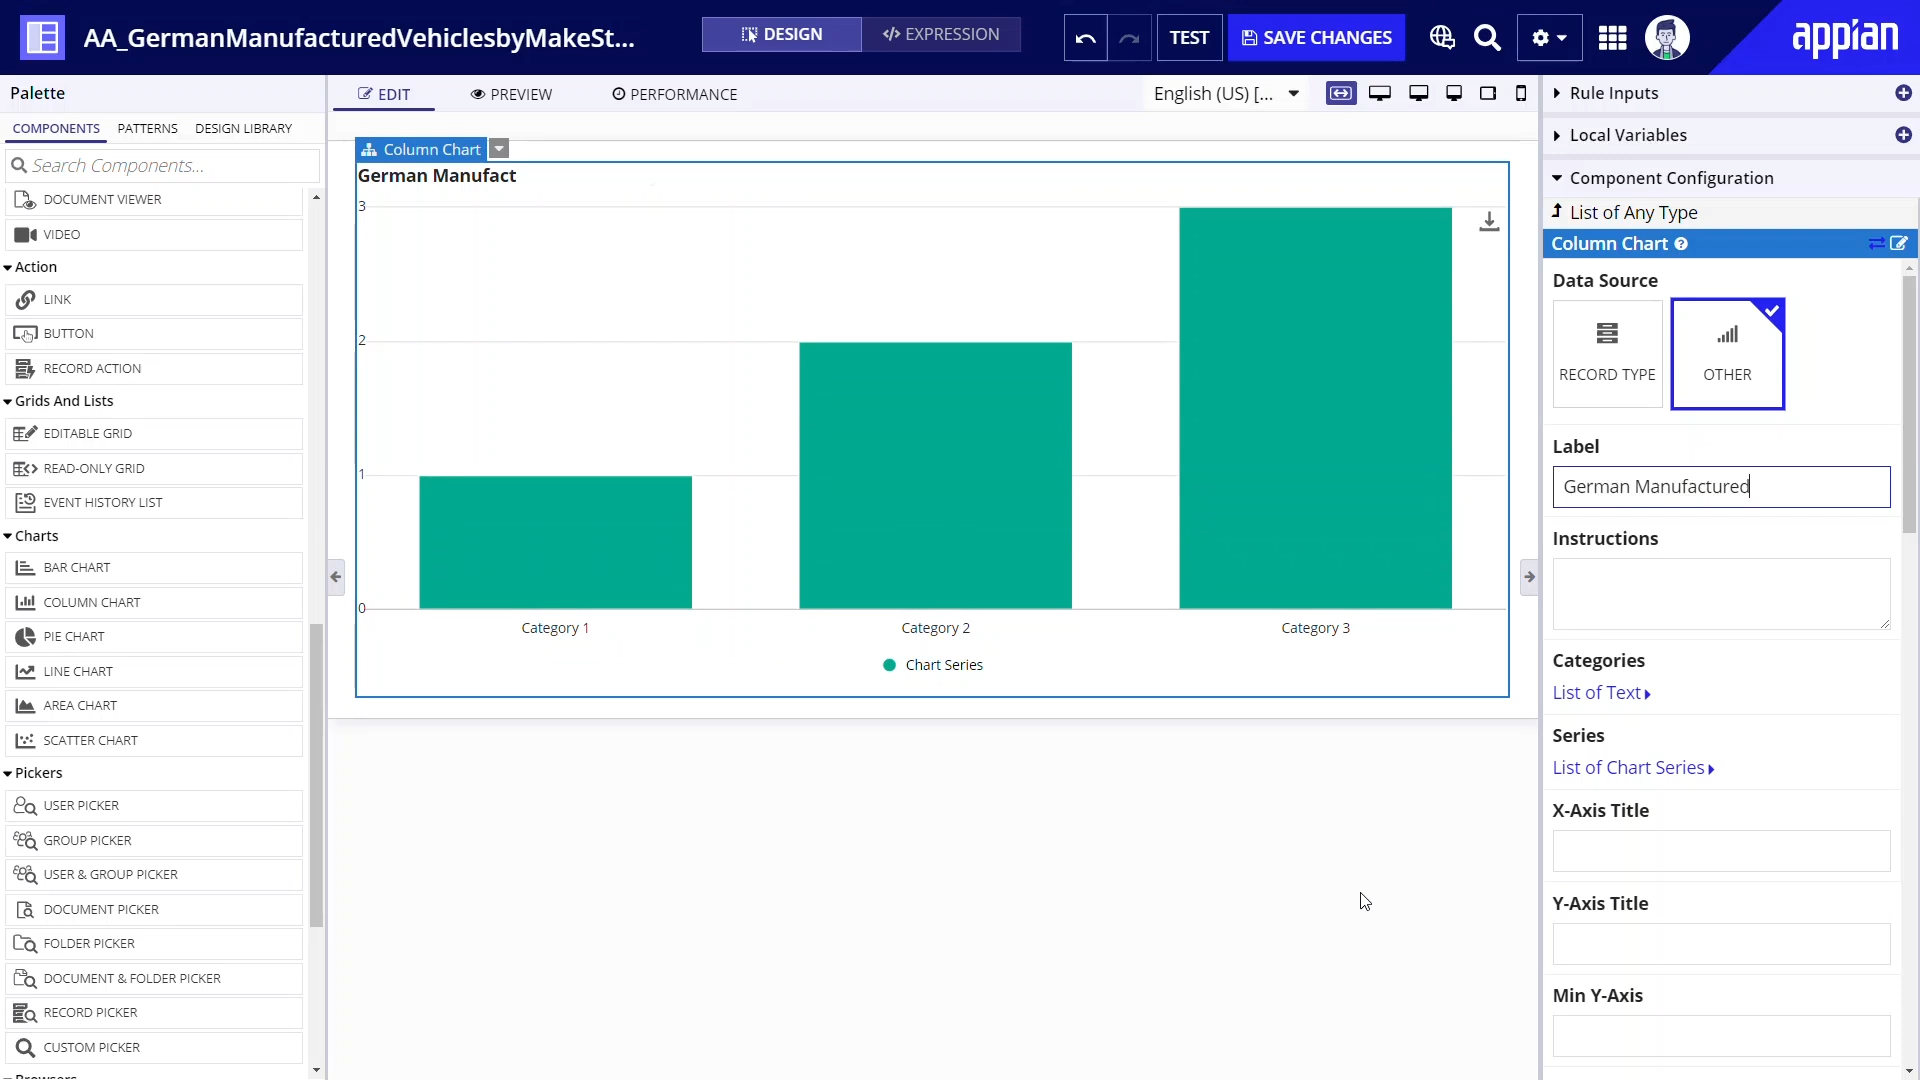 AA_GermanManufacturedVehiclesbyMakeSt...
DESIGN
</> EXPRESSION
TEST
SAVE CHANGES
appian
Palette
COMPONENTS
PATTERNS
DESIGN LIBRARY
Search Components...
DOCUMENT VIEWER
VIDEO
Action
LINK
BUTTON
RECORD ACTION
Grids And Lists
EDITABLE GRID
READ-ONLY GRID
EVENT HISTORY LIST
Charts
BAR CHART
COLUMN CHART
PIE CHART
LINE CHART
AREA CHART
SCATTER CHART
Pickers
USER PICKER
GROUP PICKER
USER & GROUP PICKER
DOCUMENT PICKER
FOLDER PICKER
DOCUMENT & FOLDER PICKER
RECORD PICKER
CUSTOM PICKER
Browsers
EDIT
PREVIEW
PERFORMANCE
English (US) [...
Column Chart
German Manufact
3
2
1
0
Category 1
Category 2
Category 3
Chart Series
Rule Inputs
Local Variables
Component Configuration
List of Any Type
Column Chart
Data Source
RECORD TYPE
OTHER
Label
German Manufactured
Instructions
Categories
List of Text
Series
List of Chart Series
X-Axis Title
Y-Axis Title
Min Y-Axis